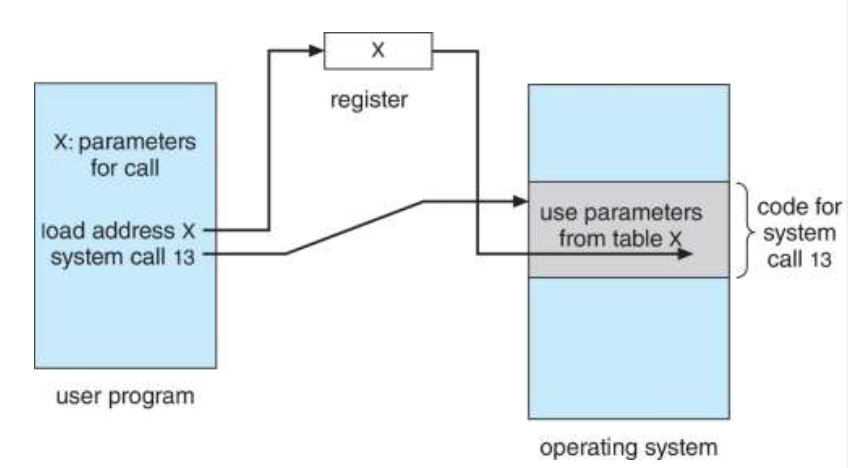 X
register
X: parameters
for call
load address X
system call 13
use parameters
from table X
code for
system
call 13
user program
operating system